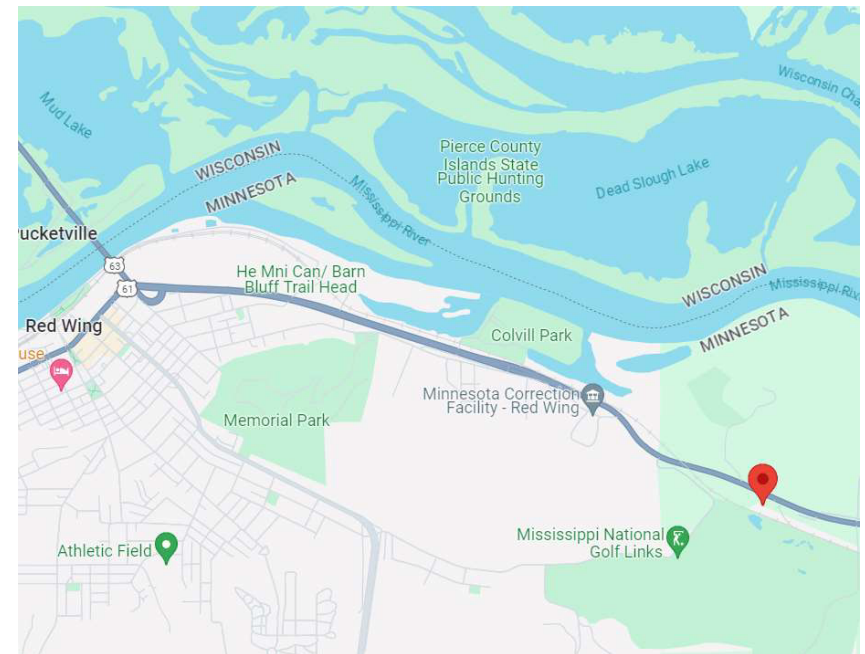 Mud Lake
WISCONSIN
MINNESOTA
Mississippi River
Pierce County
Islands State
Public Hunting
Grounds
Wisconsin Cha
Dead Slough Lake
ucketville
63
61
He Mni Can/ Barn
Bluff Trail Head
WISCONSIN
MINNESOTA
Mississippi Riv
Red Wing
use
Colvill Park
Minnesota Correction
Facility - Red Wing
Memorial Park
Athletic Field
Mississippi National
Golf Links